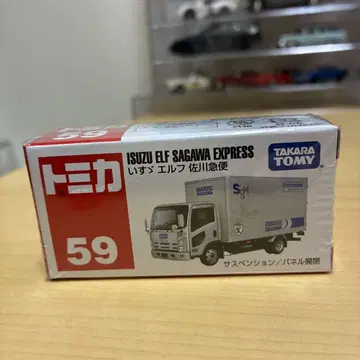 ISUZU ELF SAGAWA EXPRESS
いすゞ エルフ 佐川急便
TAKARA
TOMY
トミカ
59
サスペンション／パネル開閉